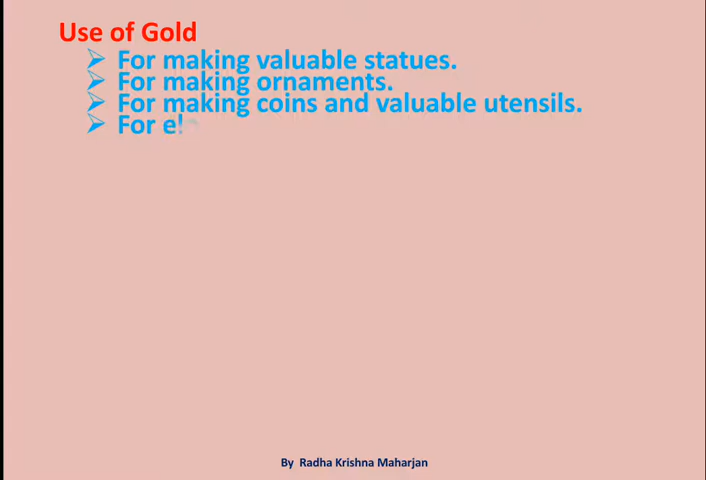 Use of Gold
➢ For making valuable statues.
➢ For making ornaments.
➢ For making coins and valuable utensils.
➢ For
By Radha Krishna Maharjan